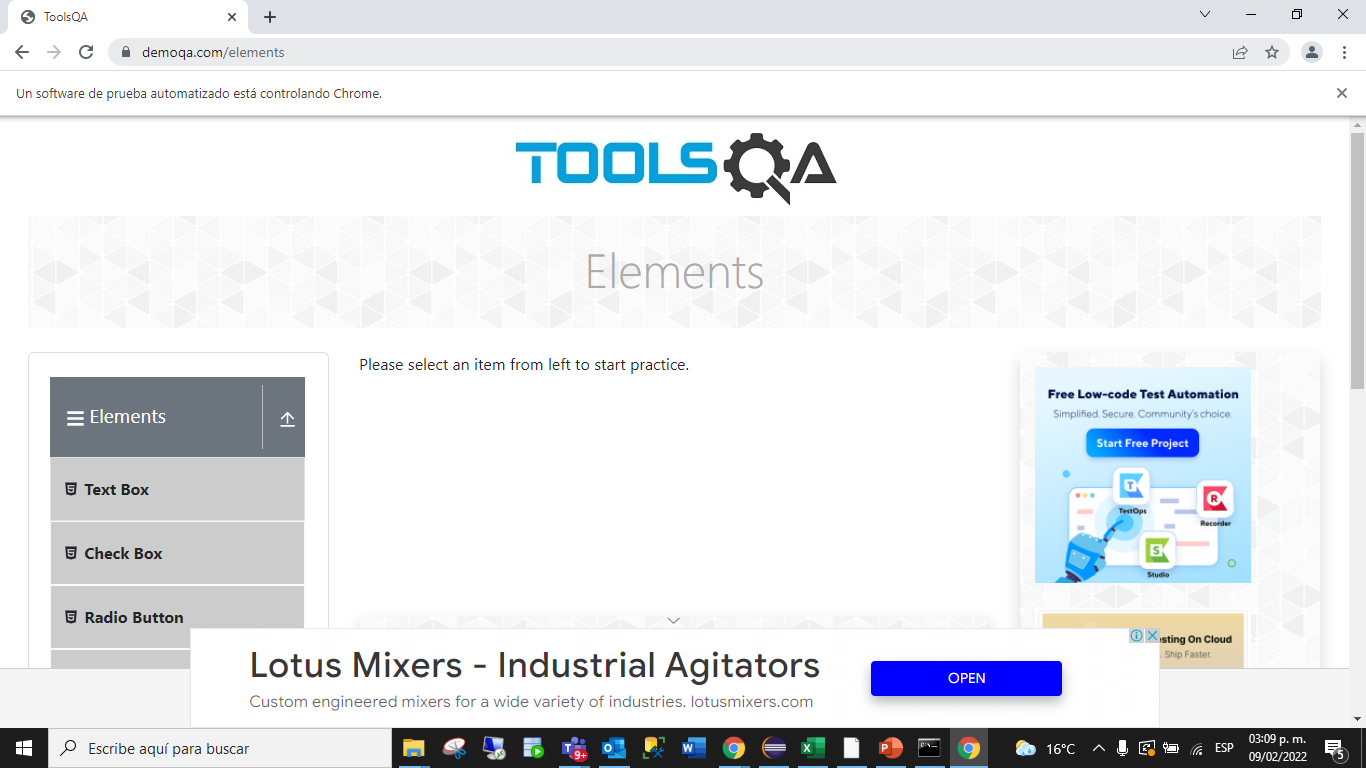 ToolsQA
demoqa.com/elements
Un software de prueba automatizado está controlando Chrome.
TOOLSQA
Elements
Elements
Text Box
Check Box
Radio Button
Please select an item from left to start practice.
Free Low-code Test Automation
Simplified. Secure. Community's choice.
Start Free Project
TestOps
Recorder
Studio
esting On Cloud
Ship Faster.
Lotus Mixers - Industrial Agitators
Custom engineered mixers for a wide variety of industries. lotusmixers.com
OPEN
Escribe aquí para buscar
9+
16°C
ESP
03:09 p. m.
09/02/2022
5